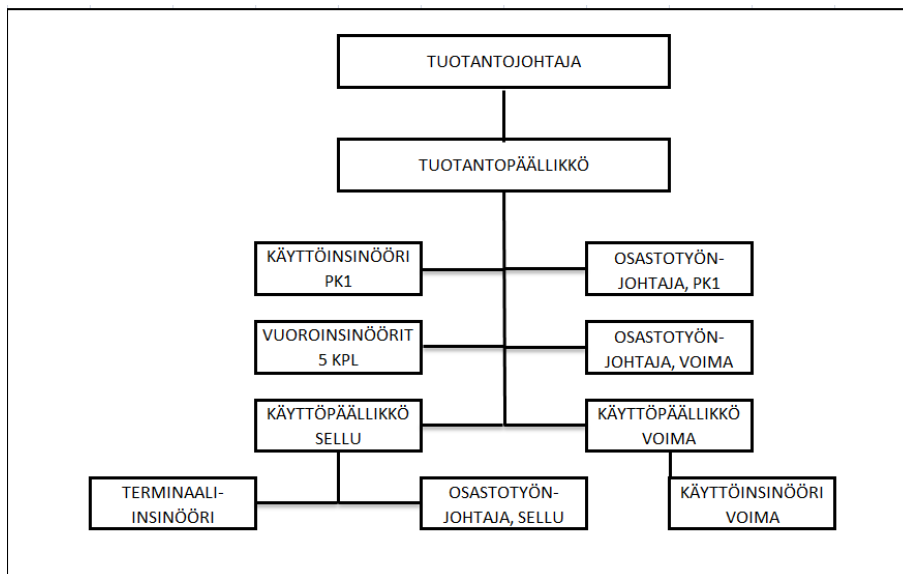 TUOTANTOJOHTAJA
TUOTANTOPÄÄLLIKKÖ
KÄYTTÖINSINÖÖRI
PK1
OSASTOTYÖN-
JOHTAJA, PK1
VUOROINSINÖÖRIT
5 KPL
OSASTOTYÖN-
JOHTAJA, VOIMA
KÄYTTÖPÄÄLLIKKÖ
SELLU
KÄYTTÖPÄÄLLIKKÖ
VOIMA
TERMINAALI-
INSINÖÖRI
OSASTOTYÖN-
JOHTAJA, SELLU
KÄYTTÖINSINÖÖRI
VOIMA